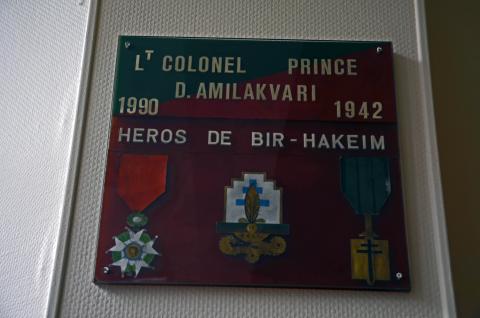 LT COLONEL PRINCE
D. AMILAKVARI
1990 1942
HEROS DE BIR-HAKEIM